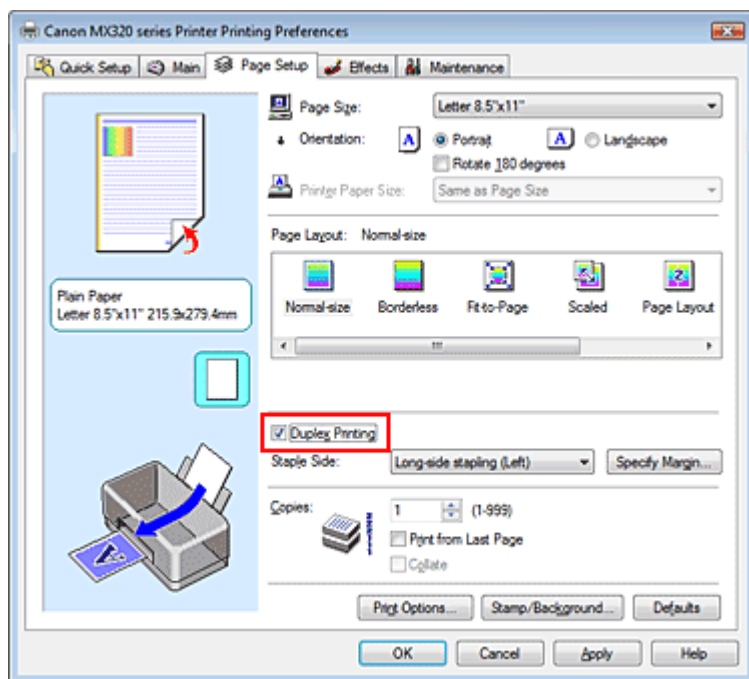 Canon MX320 series Printer Printing Preferences
Quick Setup Main Page Setup Effects Maintenance
Page Size: Letter 8.5"x11"
Orientation: A Portrait A Landscape
Rotate 180 degrees
Printer Paper Size: Same as Page Size
Page Layout: Normal-size
Normal-size Borderless Fit-to-Page Scaled Page Layout
Plain Paper
Letter 8.5"x11" 215.9x279.4mm
Duplex Printing
Staple Side: Long-side stapling (Left) Specify Margin...
Copies: 1 (1-999)
Print from Last Page
Collate
Print Options... Stamp/Background... Defaults
OK Cancel Apply Help